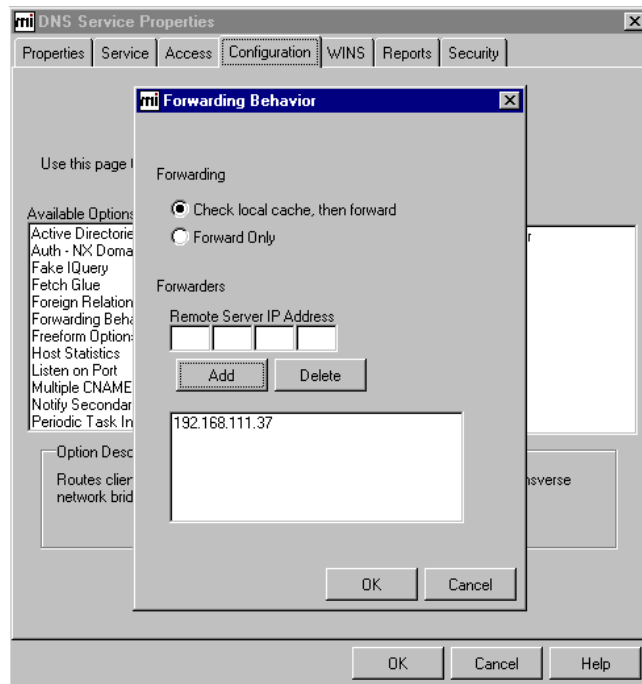 mi DNS Service Properties
Properties Service Access Configuration WINS Reports Security
mi Forwarding Behavior
Use this page
Forwarding
Check local cache, then forward
Forward Only
Available Options
Active Directorie
Auth - NX Doma
Fake IQuery
Fetch Glue
Foreign Relation
Forwarding Beha
Freeform Option
Host Statistics
Listen on Port
Multiple CNAME
Notify Secondar
Periodic Task In
r
Forwarders
Remote Server IP Address
Add Delete
192.168.111.37
Option Desc
Routes clien
network brid
nsverse
OK Cancel
OK Cancel Help